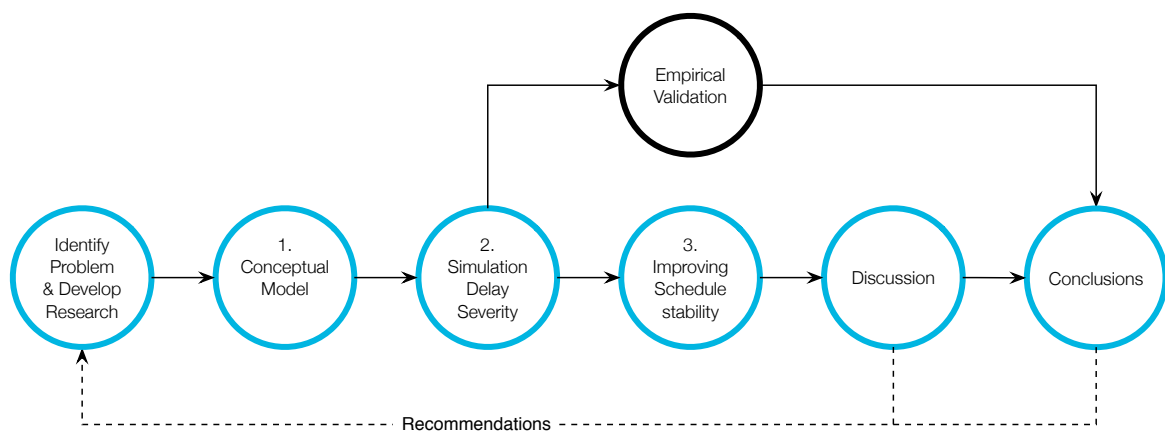 Empirical
Validation
Identify
Problem
& Develop
Research
1.
Conceptual
Model
2.
Simulation
Delay
Severity
3.
Improving
Schedule
stability
Discussion
Conclusions
Recommendations